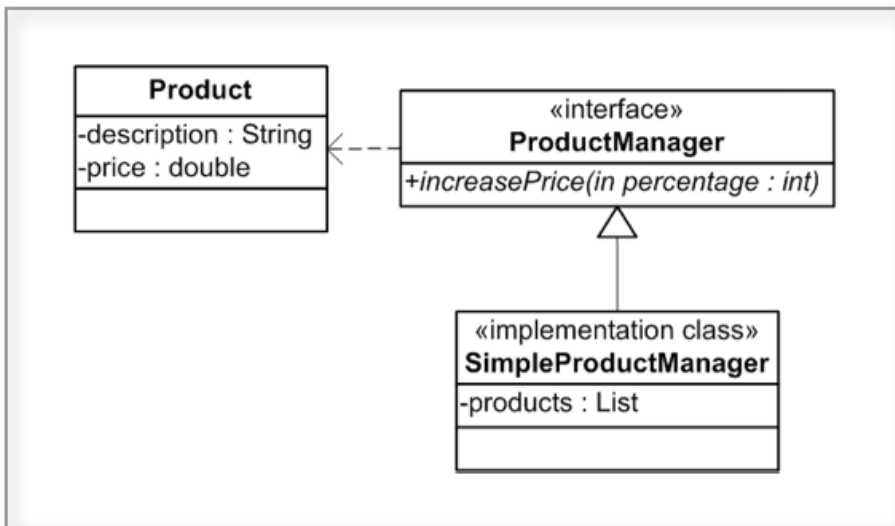 Product
-description : String
-price : double
«interface»
ProductManager
+increasePrice(in percentage : int)
«implementation class»
SimpleProductManager
-products : List